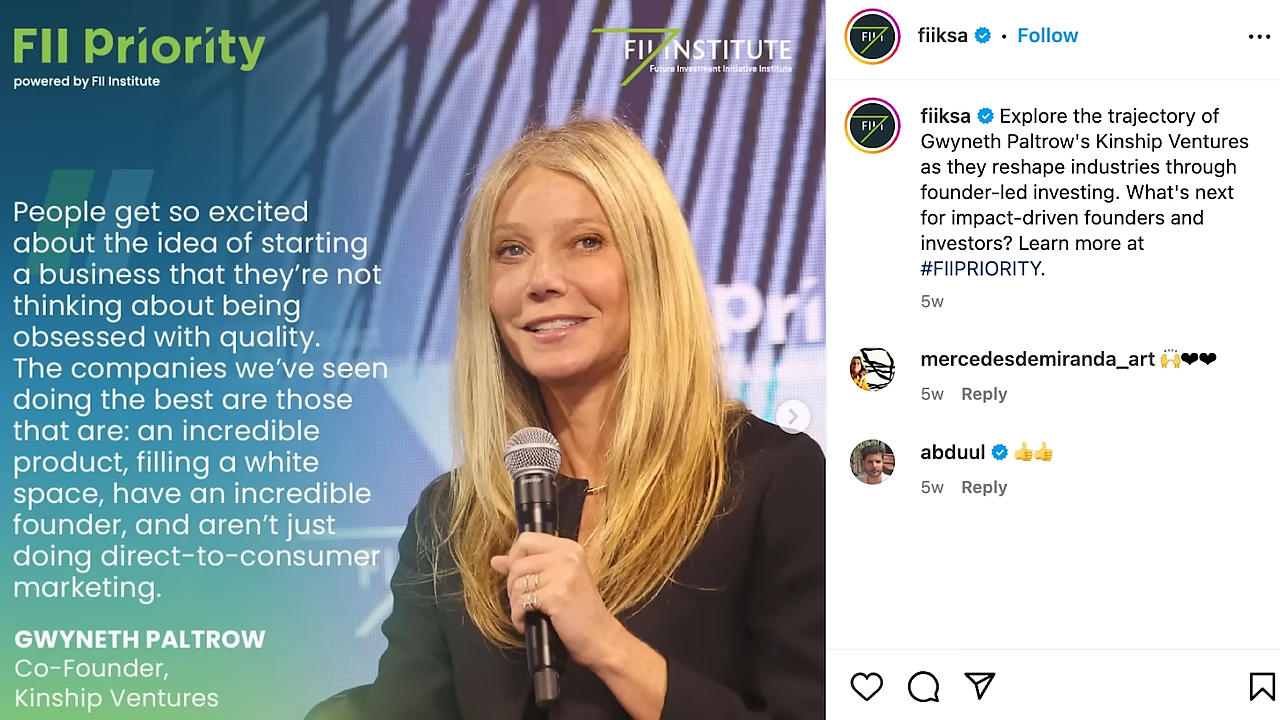 FII Priority
powered by FII Institute
FII INSTITUTE
Future Investment Initiative Institute
People get so excited
about the idea of starting
a business that they’re not
thinking about being
obsessed with quality.
The companies we’ve seen
doing the best are those
that are: an incredible
product, filling a white
space, have an incredible
founder, and aren’t just
doing direct-to-consumer
marketing.
GWYNETH PALTROW
Co-Founder,
Kinship Ventures
fiiksa • Follow
fiiksa Explore the trajectory of
Gwyneth Paltrow's Kinship Ventures
as they reshape industries through
founder-led investing. What's next
for impact-driven founders and
investors? Learn more at
#FIIPRIORITY.
5w
mercedesdemiranda_art 🙌❤❤
5w Reply
abduul 👍👍
5w Reply